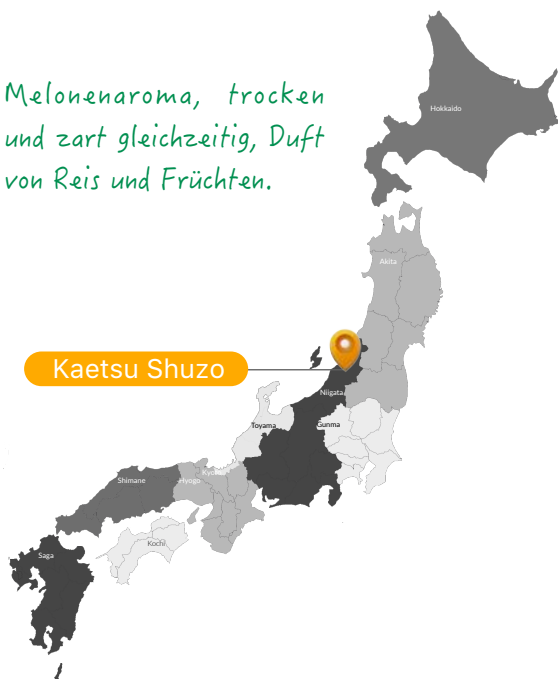 Melonenaroma, trocken
und zart gleichzeitig, Duft
von Reis und Früchten.
Hokkaido
Akita
Kaetsu Shuzo
Niigata
Toyama
Gunma
Kyoto
Shimane
Hyogo
Kochi
Saga